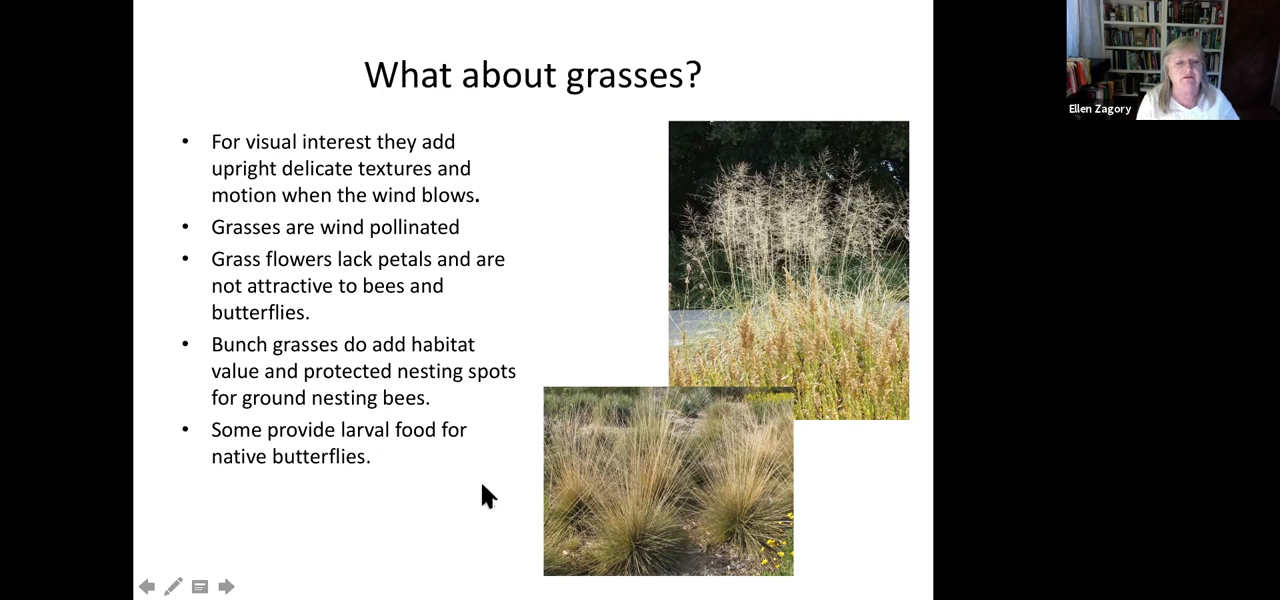 What about grasses?
• For visual interest they add
upright delicate textures and
motion when the wind blows.
• Grasses are wind pollinated
• Grass flowers lack petals and are
not attractive to bees and
butterflies.
• Bunch grasses do add habitat
value and protected nesting spots
for ground nesting bees.
• Some provide larval food for
native butterflies.
Ellen Zagory